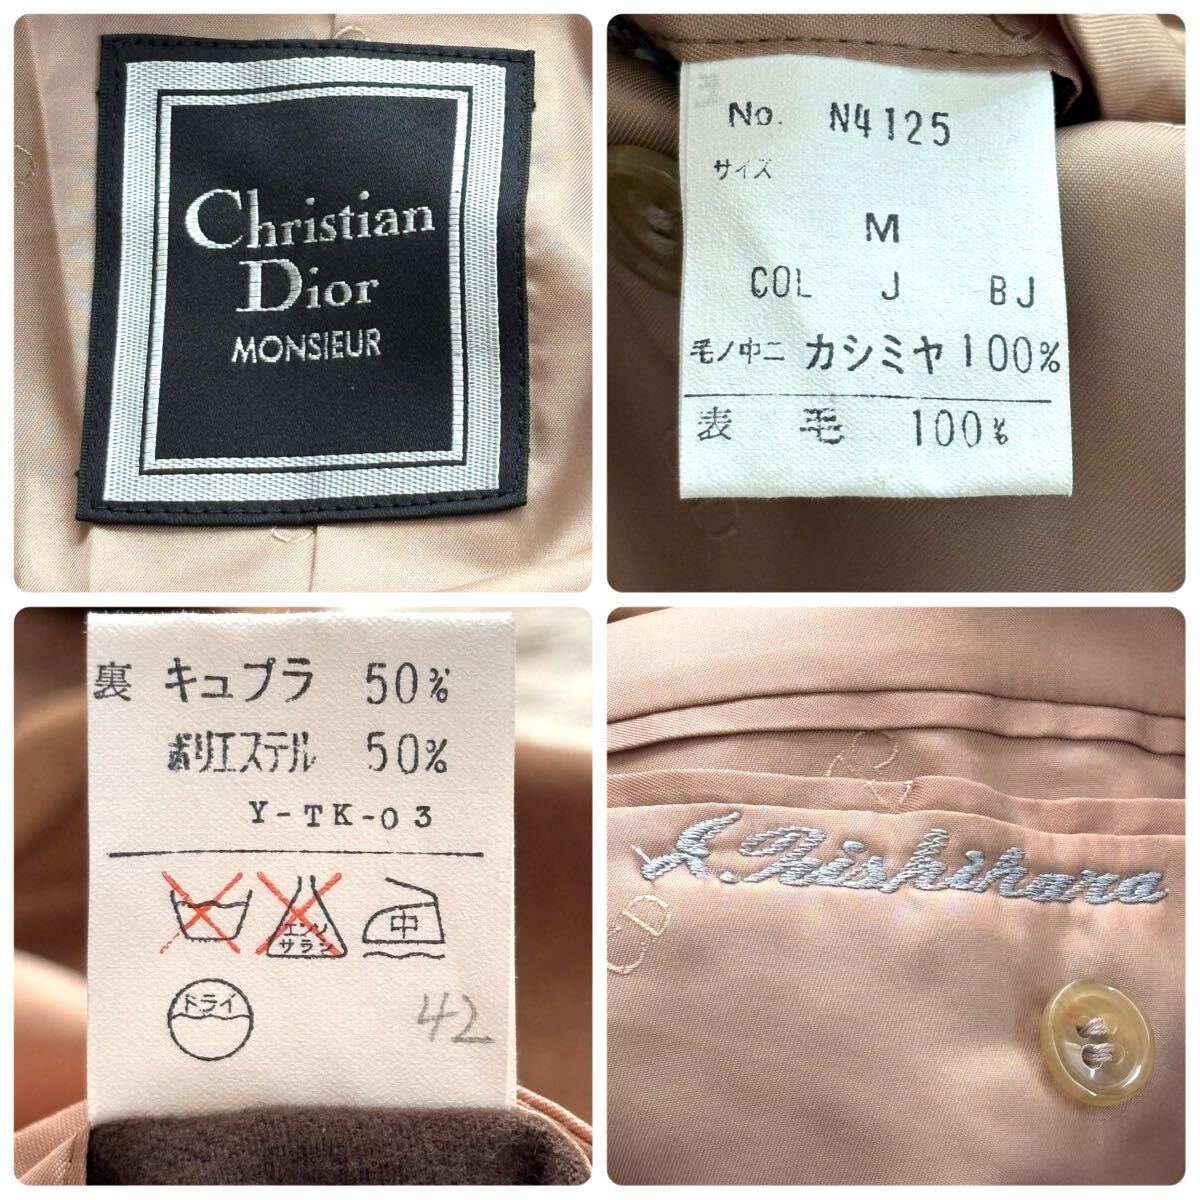 Christian
Dior
MONSIEUR
No. N4125
サイズ
M
COL J BJ
毛ノ中ニ カシミヤ 100%
表 毛 100%
裏 キュプラ 50%
ポリエステル 50%
Y-TK-03
エンソ
サラシ
中
ドライ
42
CD